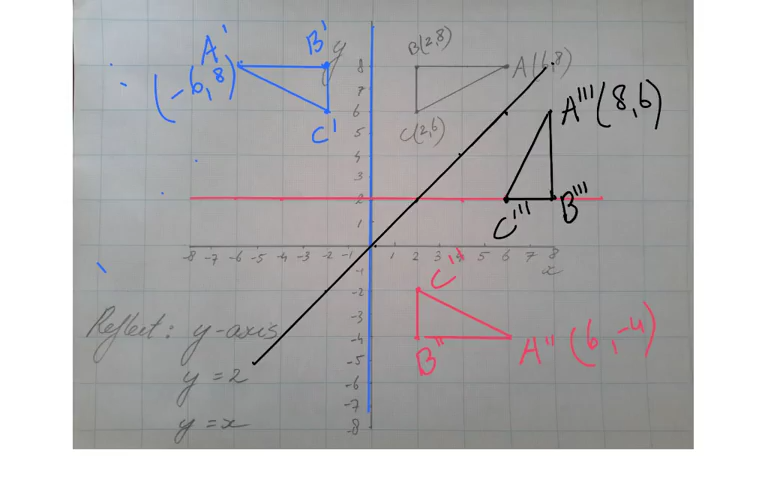 A'
(-6,8)
B'
y
B(2,8)
A(6,8)
C'
C(2,6)
A'''(8,6)
C'''
B'''
8
7
6
5
4
3
2
1
-8 -7 -6 -5 -4 -3 -2 -1 1 2 3 4 5 6 7 8
x
-1
-2
-3
-4
-5
-6
-7
-8
C''
B''
A''(6,-4)
Reflect: y-axis
y=2
y=x